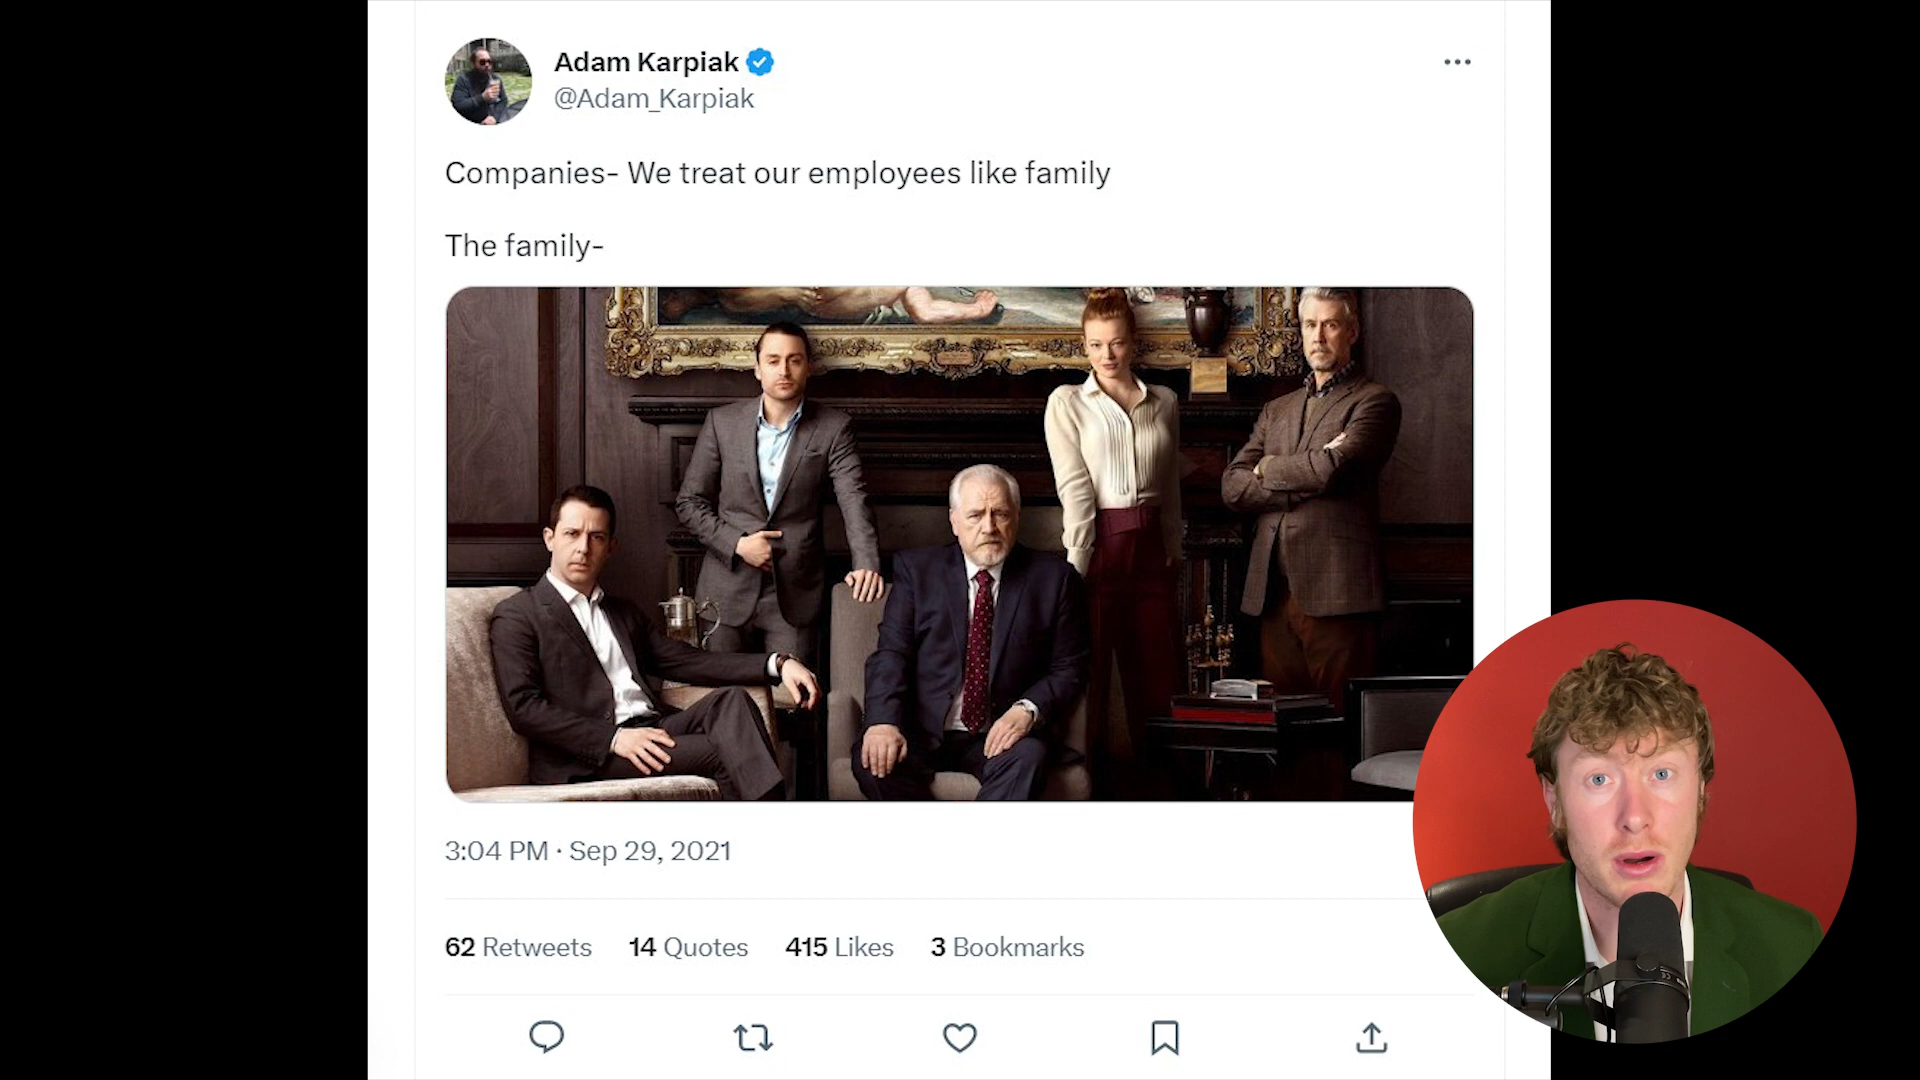 Adam Karpiak
@Adam_Karpiak
Companies- We treat our employees like family
The family-
3:04 PM · Sep 29, 2021
62 Retweets 14 Quotes 415 Likes 3 Bookmarks